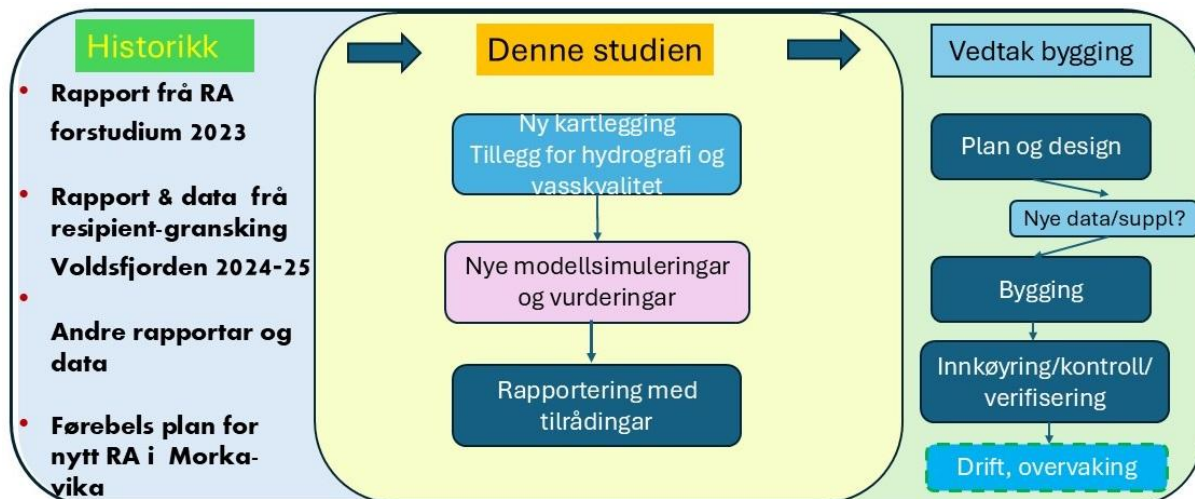 Historikk
• Rapport frå RA
forstudium 2023
• Rapport & data frå
resipient-gransking
Voldsfjorden 2024-25
•
Andre rapportar og
data
• Førebels plan for
nytt RA i Morka-
vika
Denne studien
Ny kartlegging
Tillegg for hydrografi og
vasskvalitet
Nye modellsimuleringar
og vurderingar
Rapportering med
tilrådingar
Vedtak bygging
Plan og design
Nye data/suppl?
Bygging
Innkøyring/kontroll/
verifisering
Drift, overvaking